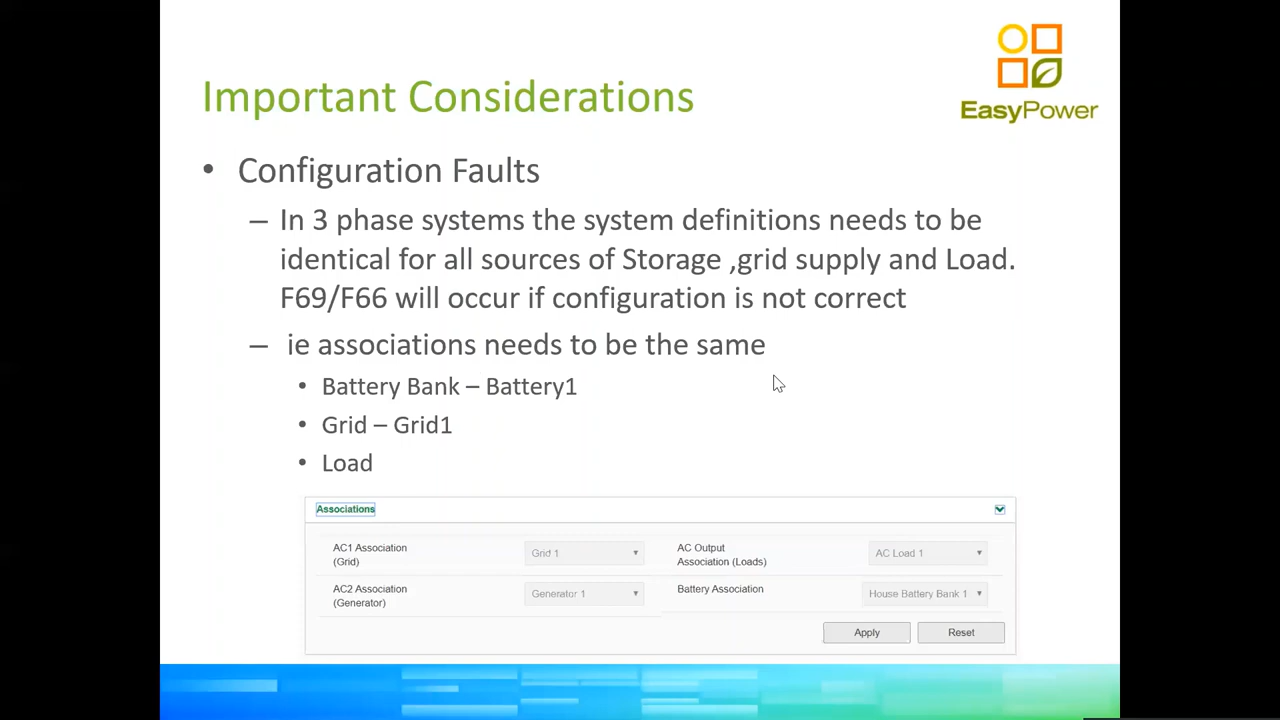 EasyPower
Important Considerations
• Configuration Faults
– In 3 phase systems the system definitions needs to be
identical for all sources of Storage ,grid supply and Load.
F69/F66 will occur if configuration is not correct
– ie associations needs to be the same
• Battery Bank – Battery1
• Grid – Grid1
• Load
Associations
AC1 Association
(Grid)
Grid 1
AC Output
Association (Loads)
AC Load 1
AC2 Association
(Generator)
Generator 1
Battery Association
House Battery Bank 1
Apply
Reset